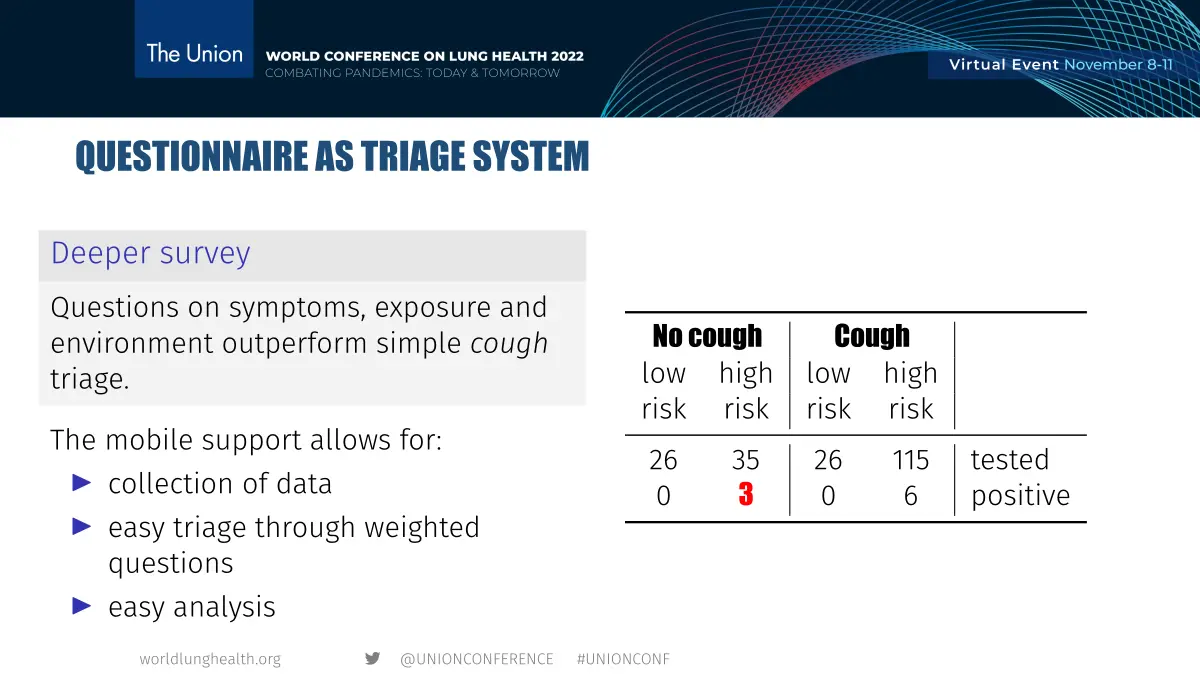 The Union
WORLD CONFERENCE ON LUNG HEALTH 2022
COMBATING PANDEMICS: TODAY & TOMORROW
Virtual Event November 8-11
QUESTIONNAIRE AS TRIAGE SYSTEM
Deeper survey
Questions on symptoms, exposure and
environment outperform simple cough
triage.
The mobile support allows for:
▶ collection of data
▶ easy triage through weighted
questions
▶ easy analysis
No cough Cough
low high low high
risk risk risk risk
26 35 26 115 tested
0 3 0 6 positive
worldlunghealth.org @UNIONCONFERENCE #UNIONCONF